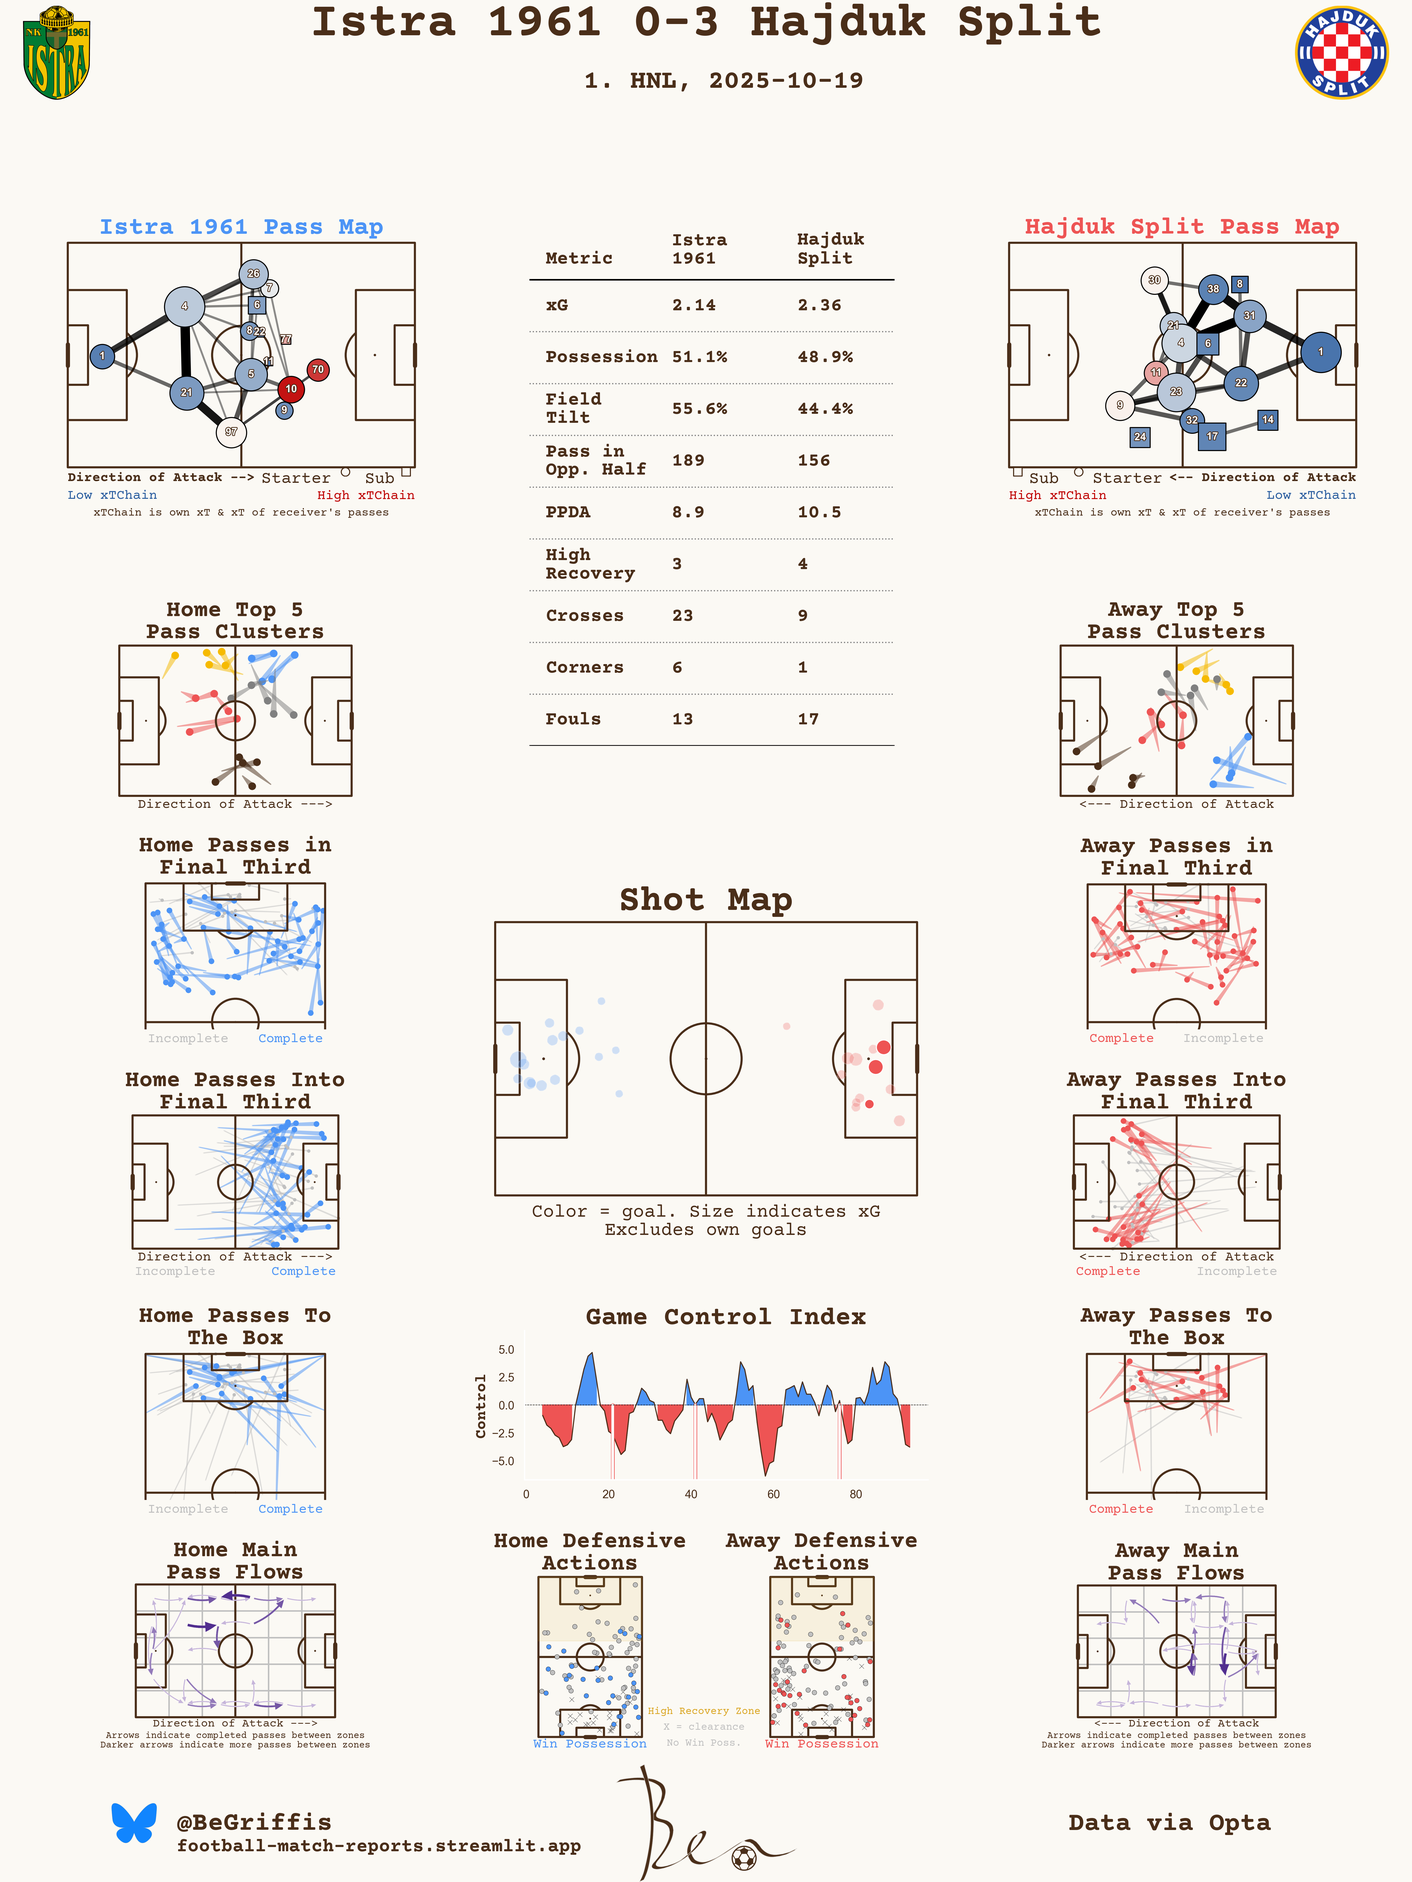 Istra 1961 0-3 Hajduk Split
1. HNL, 2025-10-19
NK 1961
ISTRA
HAJDUK
SPLIT
Istra 1961 Pass Map
26
7
4
6
8
22
77
1
11
5
70
21
10
9
97
Direction of Attack --> Starter Sub
Low xTChain High xTChain
xTChain is own xT & xT of receiver's passes
Metric Istra 1961 Hajduk Split
xG 2.14 2.36
Possession 51.1% 48.9%
Field Tilt 55.6% 44.4%
Pass in Opp. Half 189 156
PPDA 8.9 10.5
High Recovery 3 4
Crosses 23 9
Corners 6 1
Fouls 13 17
Hajduk Split Pass Map
30
38
8
21
31
4
6
1
11
22
23
9
32
14
24
17
Sub Starter <-- Direction of Attack
High xTChain Low xTChain
xTChain is own xT & xT of receiver's passes
Home Top 5
Pass Clusters
Direction of Attack --->
Away Top 5
Pass Clusters
<--- Direction of Attack
Home Passes in
Final Third
Incomplete Complete
Away Passes in
Final Third
Complete Incomplete
Shot Map
Color = goal. Size indicates xG
Excludes own goals
Home Passes Into
Final Third
Direction of Attack --->
Incomplete Complete
Away Passes Into
Final Third
<--- Direction of Attack
Complete Incomplete
Home Passes To
The Box
Incomplete Complete
Game Control Index
Control
5.0
2.5
0.0
−2.5
−5.0
0 20 40 60 80
Away Passes To
The Box
Complete Incomplete
Home Main
Pass Flows
Direction of Attack --->
Arrows indicate completed passes between zones
Darker arrows indicate more passes between zones
Home Defensive
Actions
Win Possession
High Recovery Zone
X = clearance
No Win Poss.
Away Defensive
Actions
Win Possession
Away Main
Pass Flows
<--- Direction of Attack
Arrows indicate completed passes between zones
Darker arrows indicate more passes between zones
@BeGriffis
football-match-reports.streamlit.app
Ben
Data via Opta